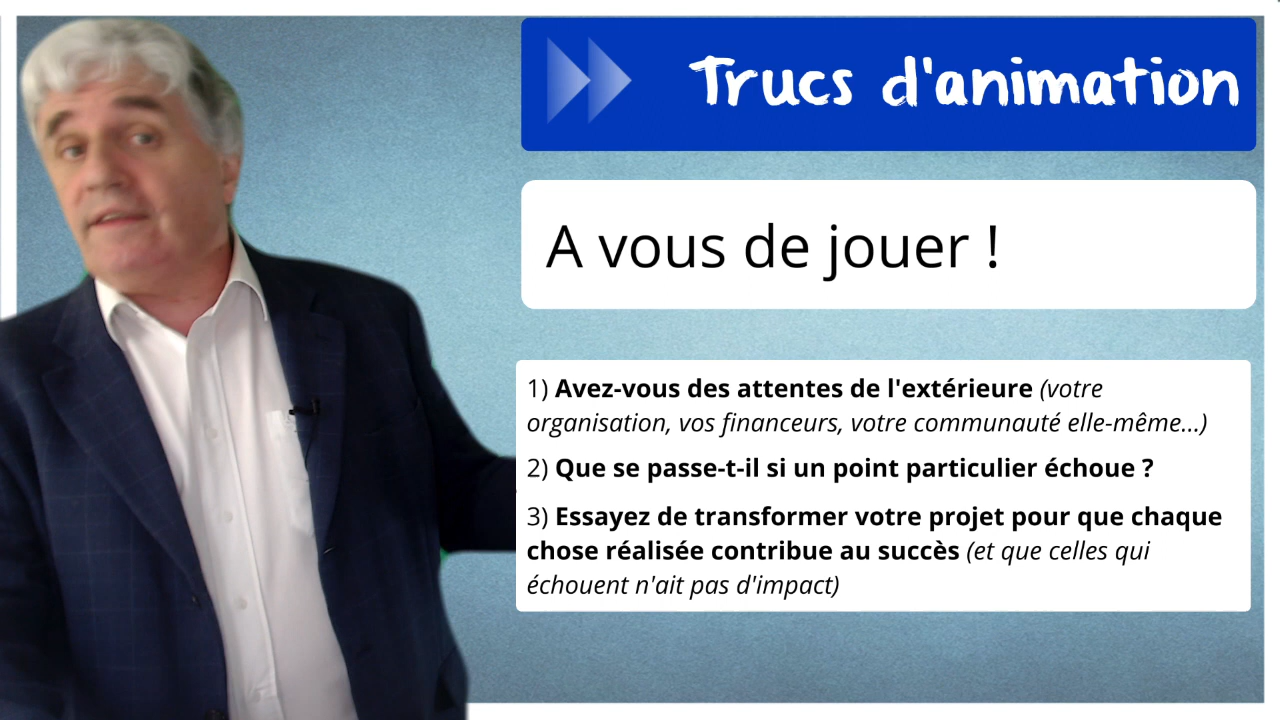 Trucs d'animation
A vous de jouer !
1) Avez-vous des attentes de l'extérieure (votre
organisation, vos financeurs, votre communauté elle-même...)
2) Que se passe-t-il si un point particulier échoue ?
3) Essayez de transformer votre projet pour que chaque
chose réalisée contribue au succès (et que celles qui
échouent n'ait pas d'impact)